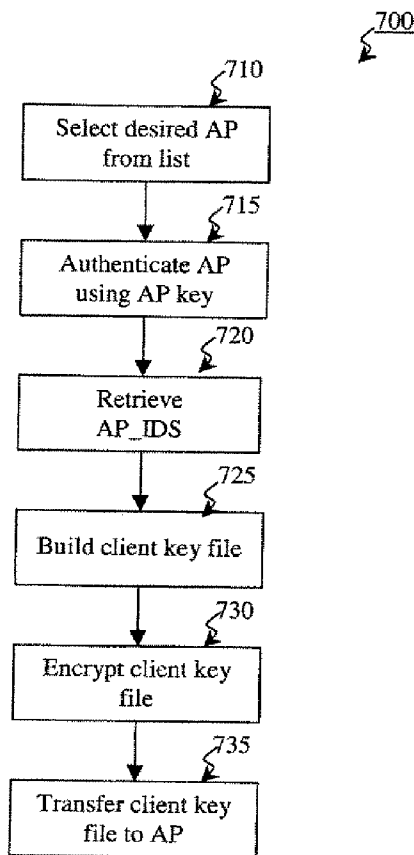 700
710
Select desired AP
from list
715
Authenticate AP
using AP key
720
Retrieve
AP_IDS
725
Build client key file
730
Encrypt client key
file
735
Transfer client key
file to AP